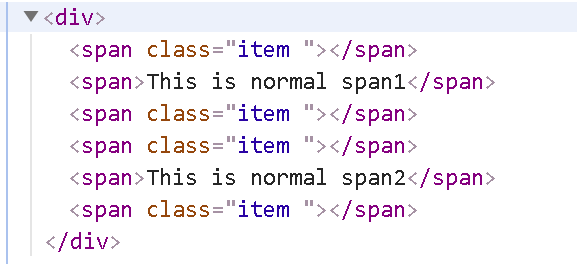 <div>
<span class="item "></span>
<span>This is normal span1</span>
<span class="item "></span>
<span class="item "></span>
<span>This is normal span2</span>
<span class="item "></span>
</div>